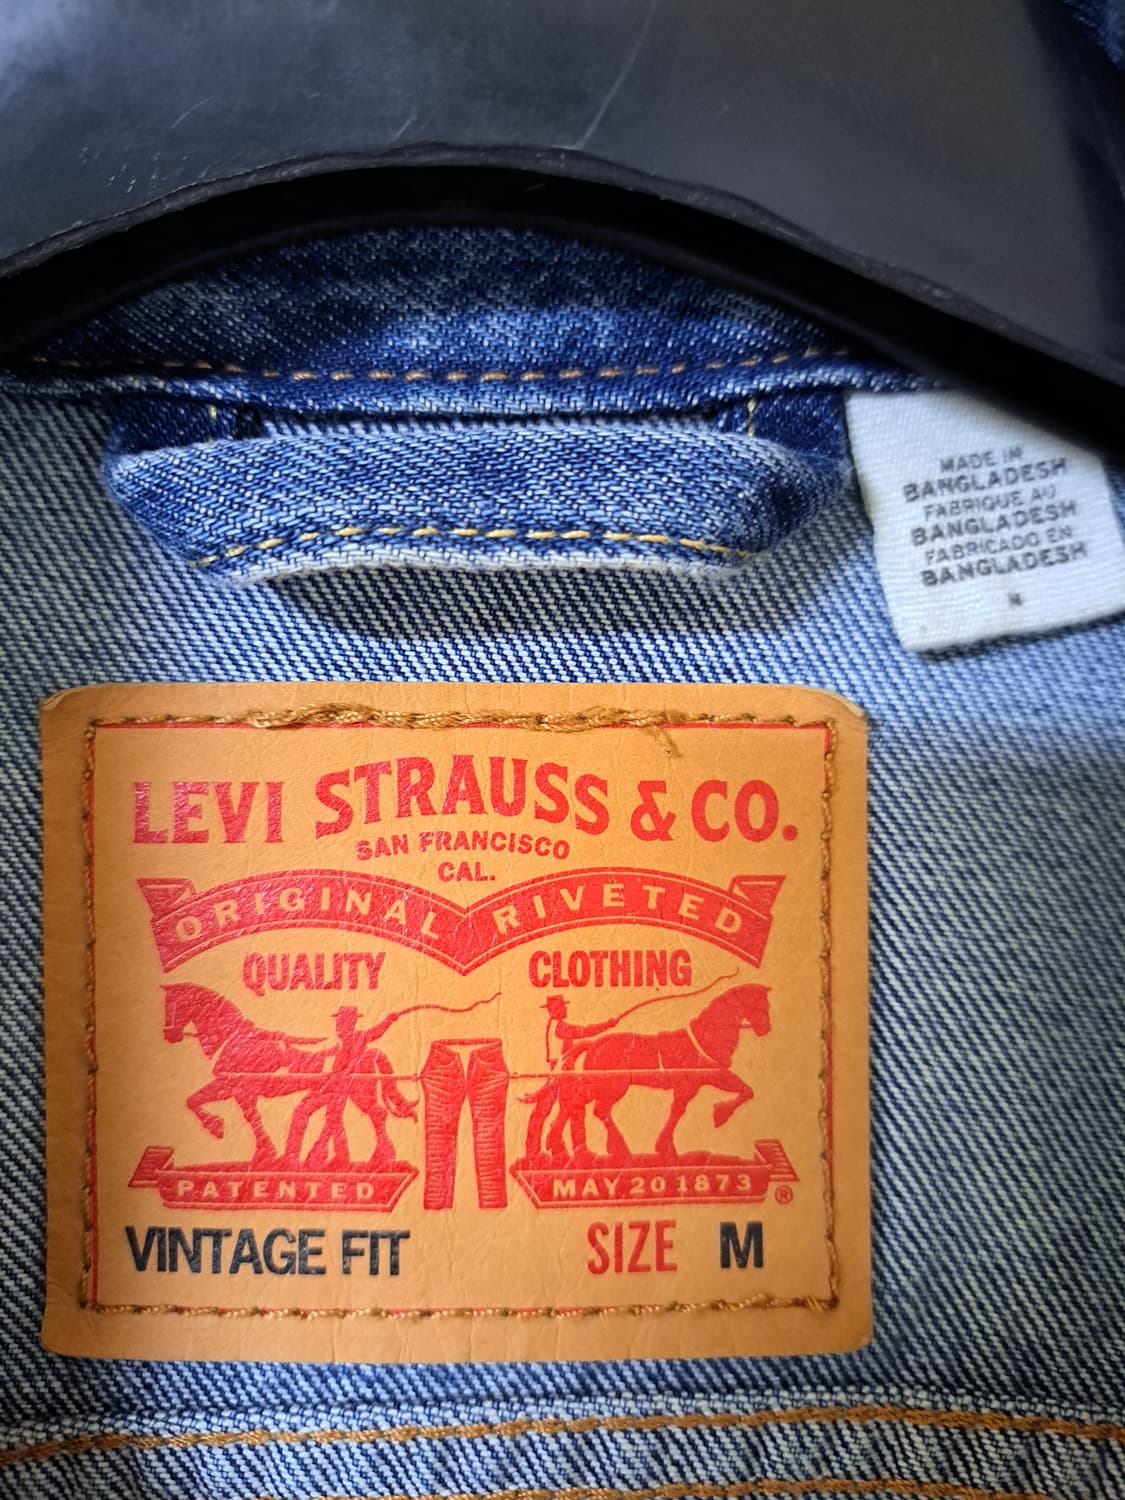 MADE IN
BANGLADESH
FABRIQUE AU
BANGLADESH
FABRICADO EN
BANGLADESH
LEVI STRAUSS & CO.
SAN FRANCISCO
CAL.
ORIGINAL RIVETED
QUALITY CLOTHING
PATENTED MAY 20 1873 ®
VINTAGE FIT SIZE M